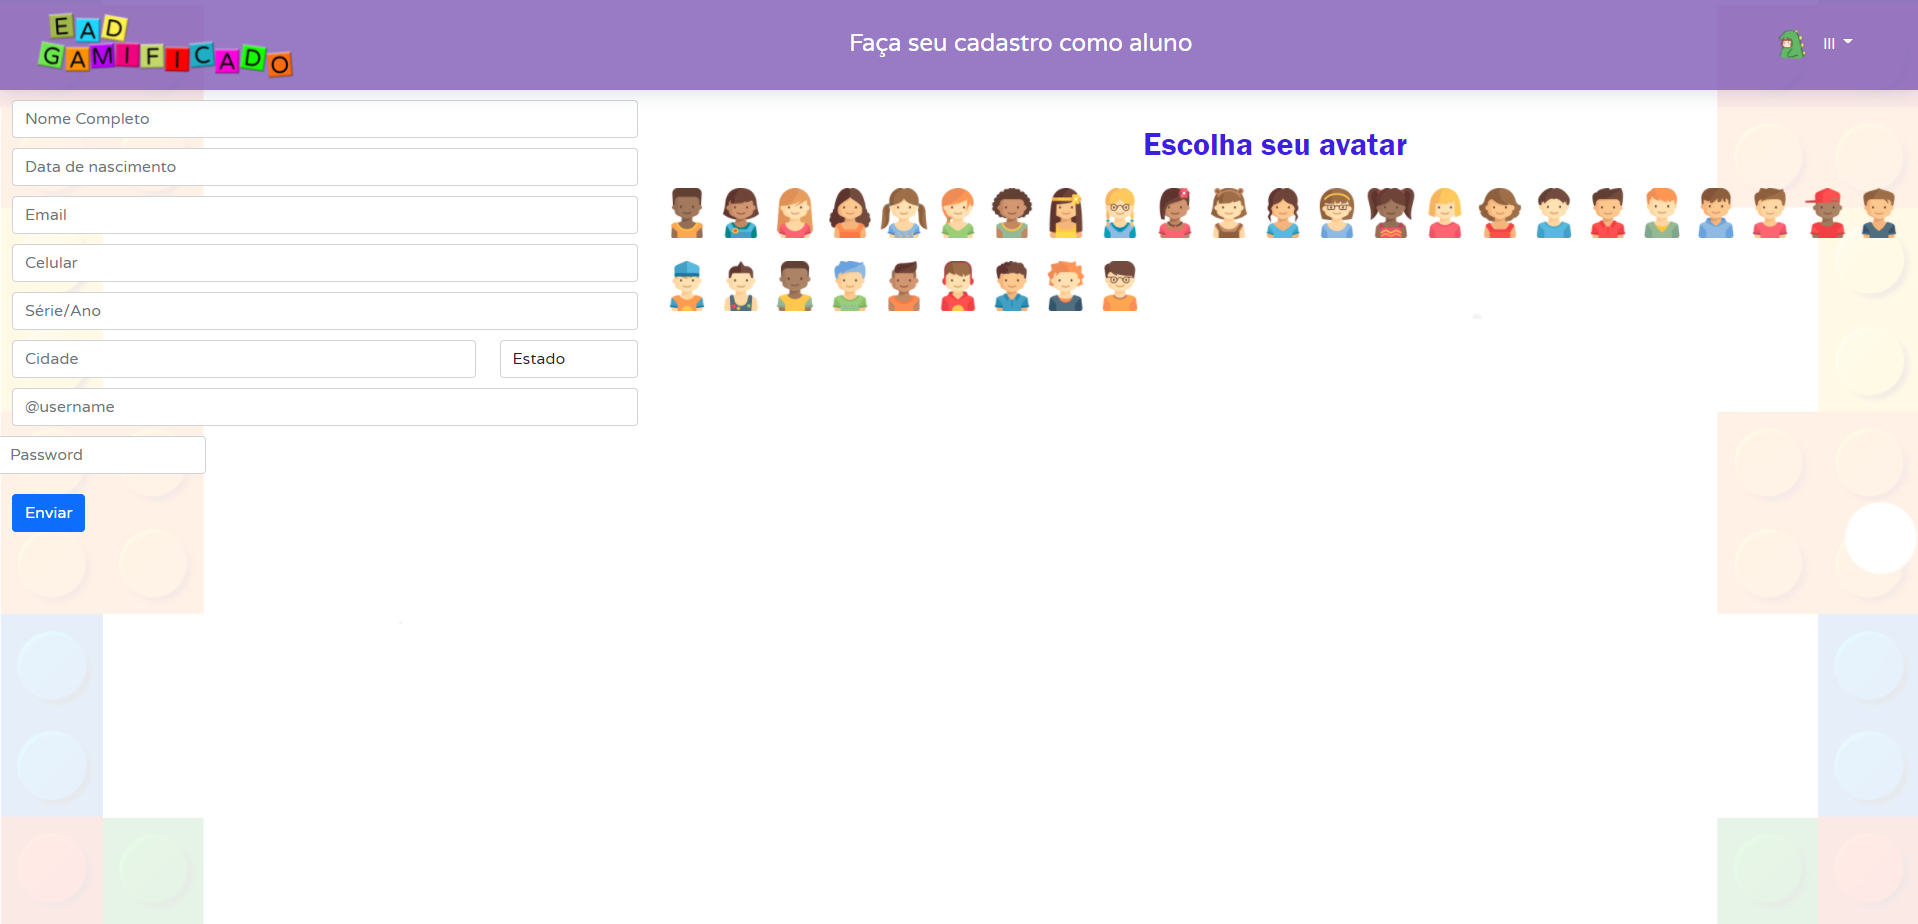 EAD
GAMIFICADO
Faça seu cadastro como aluno
lll
Nome Completo
Data de nascimento
Email
Celular
Série/Ano
Cidade
Estado
@username
Password
Enviar
Escolha seu avatar